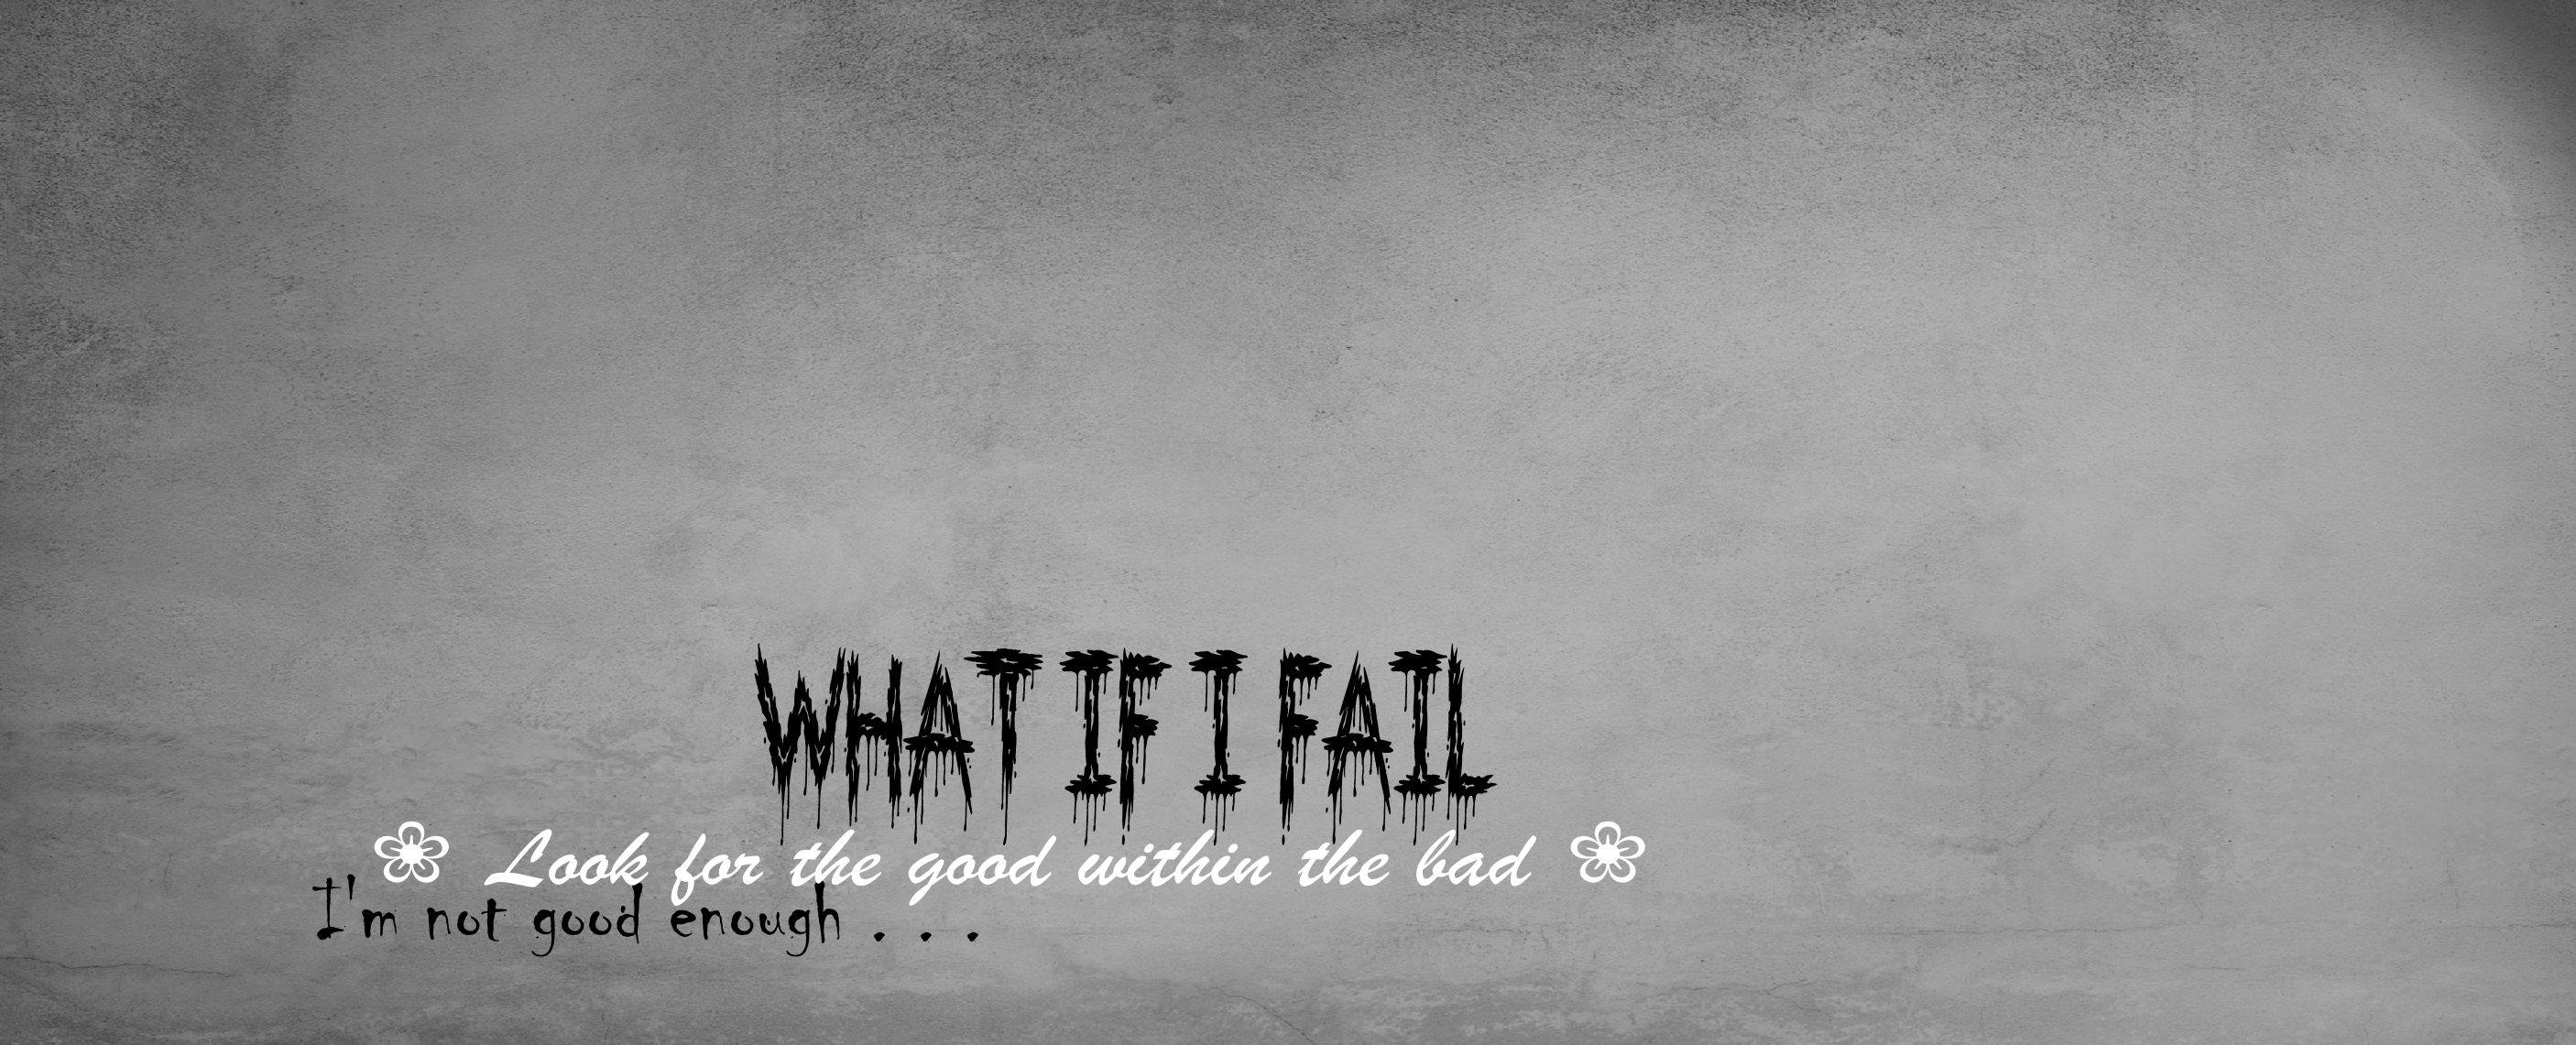 WHAT IF I FAIL
Look for the good within the bad
I'm not good enough . . .